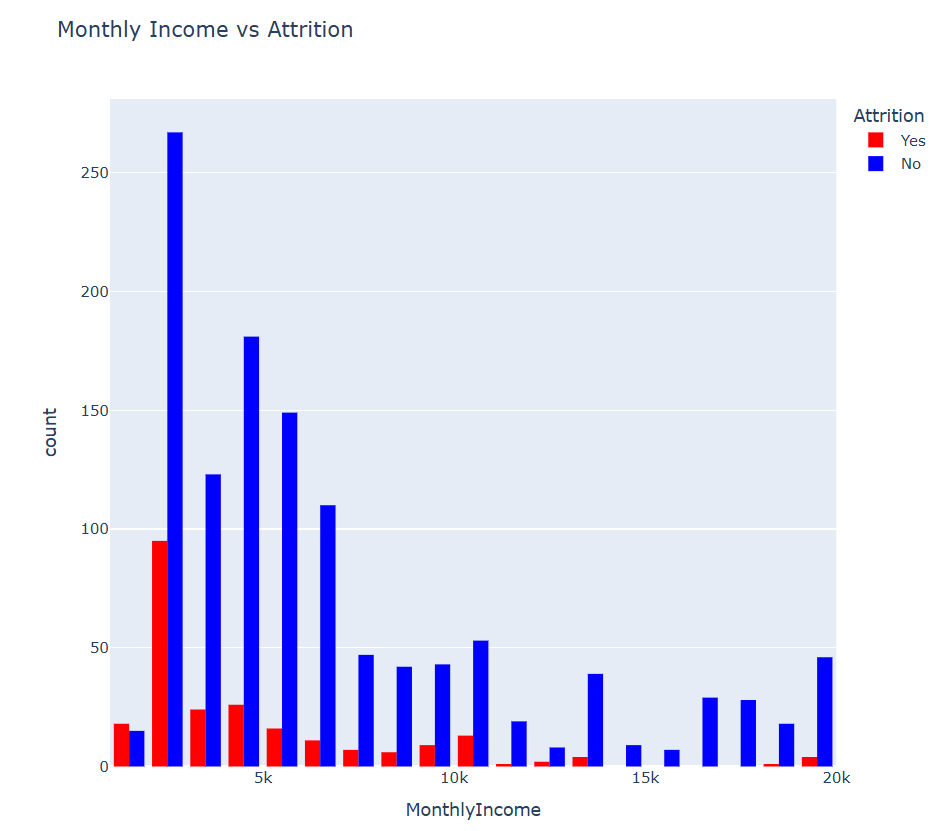 Monthly Income vs Attrition
Attrition
Yes
No
250
200
150
100
50
0
count
5k
10k
15k
20k
MonthlyIncome